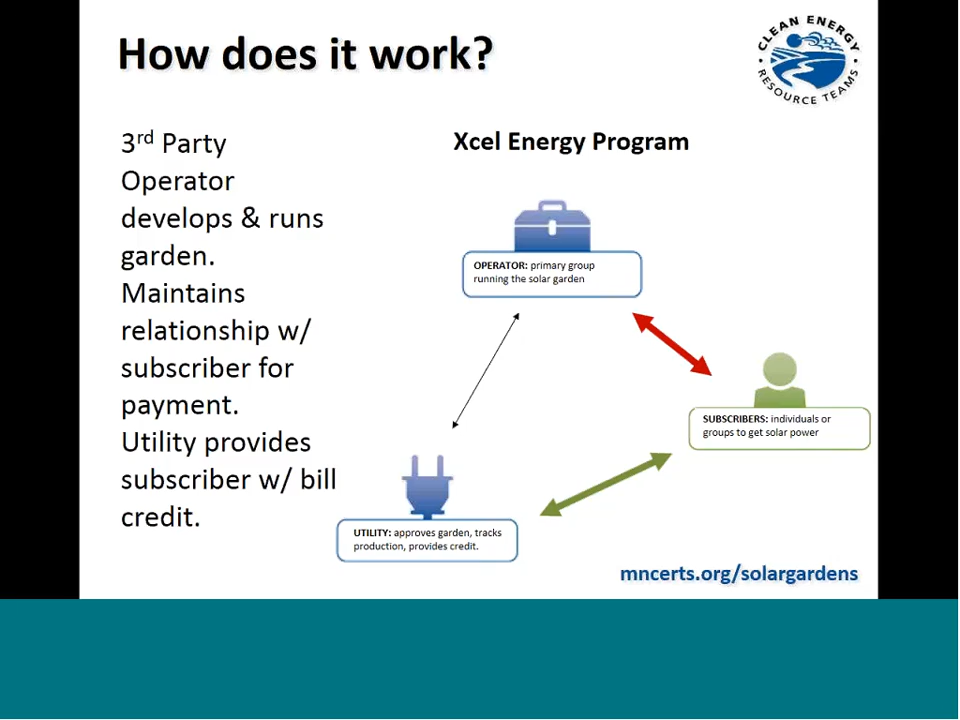 How does it work?
CLEAN ENERGY
RESOURCE TEAMS
3rd Party
Operator
develops & runs
garden.
Maintains
relationship w/
subscriber for
payment.
Utility provides
subscriber w/ bill
credit.
Xcel Energy Program
OPERATOR: primary group
running the solar garden
SUBSCRIBERS: individuals or
groups to get solar power
UTILITY: approves garden, tracks
production, provides credit.
mncerts.org/solargardens